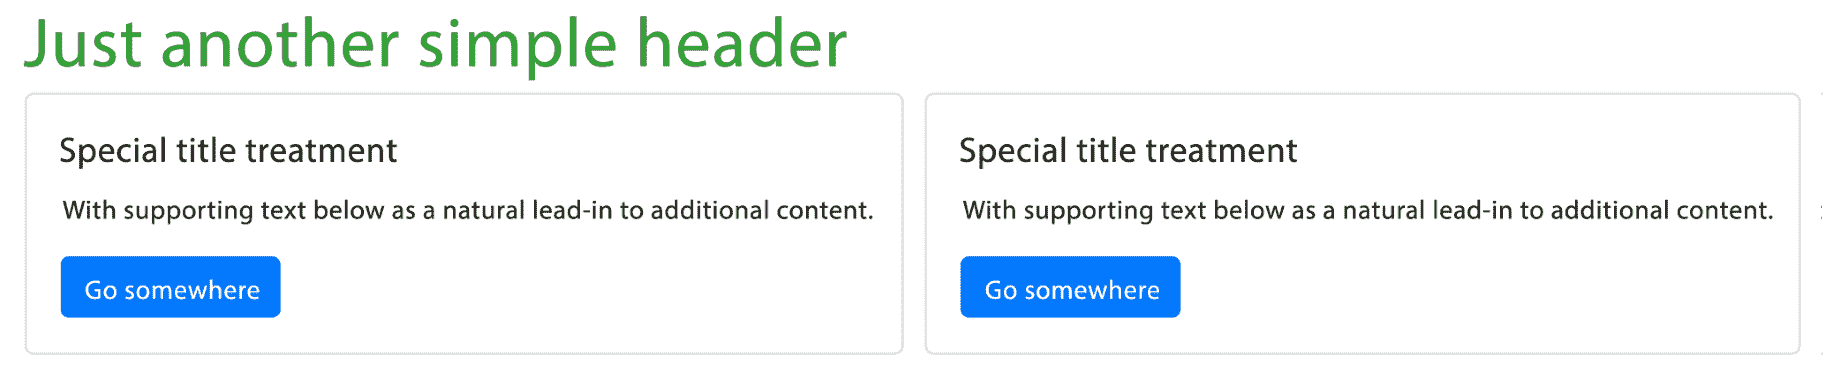 Just another simple header
Special title treatment
With supporting text below as a natural lead-in to additional content.
Go somewhere
Special title treatment
With supporting text below as a natural lead-in to additional content.
Go somewhere